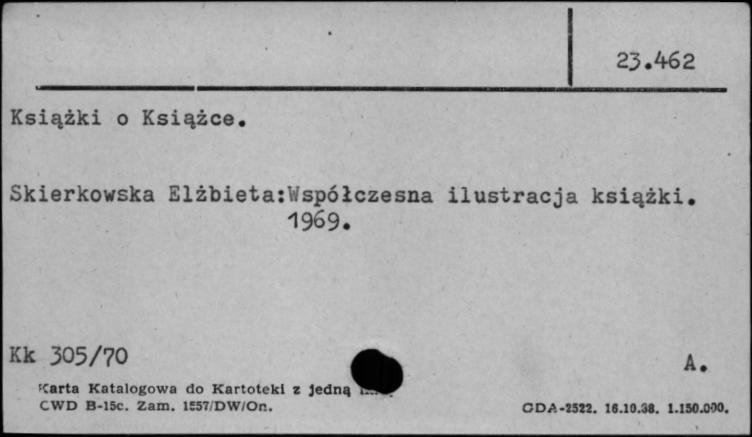 23.462
Książki o Książce.
Skierkowska Elżbieta:Współczesna ilustracja książki.
1969.
Kk 305/70
A.
Karta Katalogowa do Kartoteki z jedną
CWD B-15c. Zam. 1557/DW/On.
GDA-2522. 16.10.38. 1.150.000.